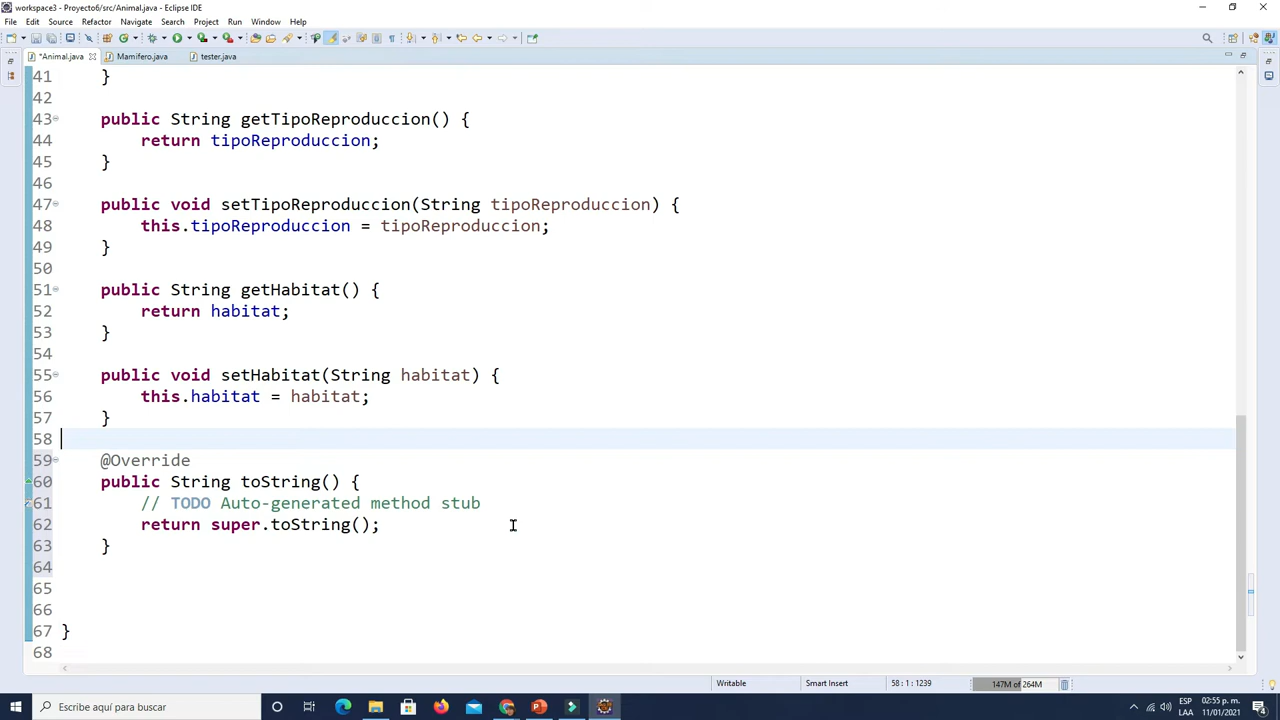 workspace3 - Proyecto6/src/Animal.java - Eclipse IDE
File Edit Source Refactor Navigate Search Project Run Window Help
*Animal.java Mamifero.java tester.java
41 }
42
43 public String getTipoReproduccion() {
44 return tipoReproduccion;
45 }
46
47 public void setTipoReproduccion(String tipoReproduccion) {
48 this.tipoReproduccion = tipoReproduccion;
49 }
50
51 public String getHabitat() {
52 return habitat;
53 }
54
55 public void setHabitat(String habitat) {
56 this.habitat = habitat;
57 }
58
59 @Override
60 public String toString() {
61 // TODO Auto-generated method stub
62 return super.toString();
63 }
64
65
66
67 }
68
Writable Smart Insert 58 : 1 : 1239 147M of 264M
Escribe aquí para buscar
ESP 02:55 p. m.
LAA 11/01/2021
4